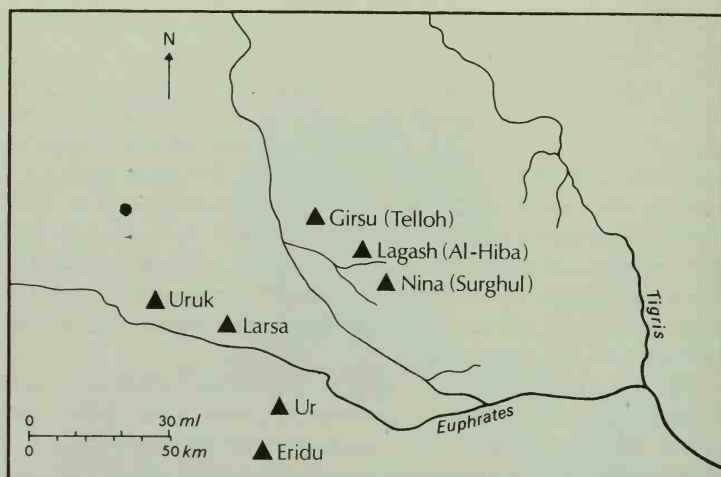 N
Girsu (Telloh)
Lagash (Al-Hiba)
Nina (Surghul)
Uruk
Larsa
Tigris
Ur
Euphrates
Eridu
0 30 ml
0 50 km